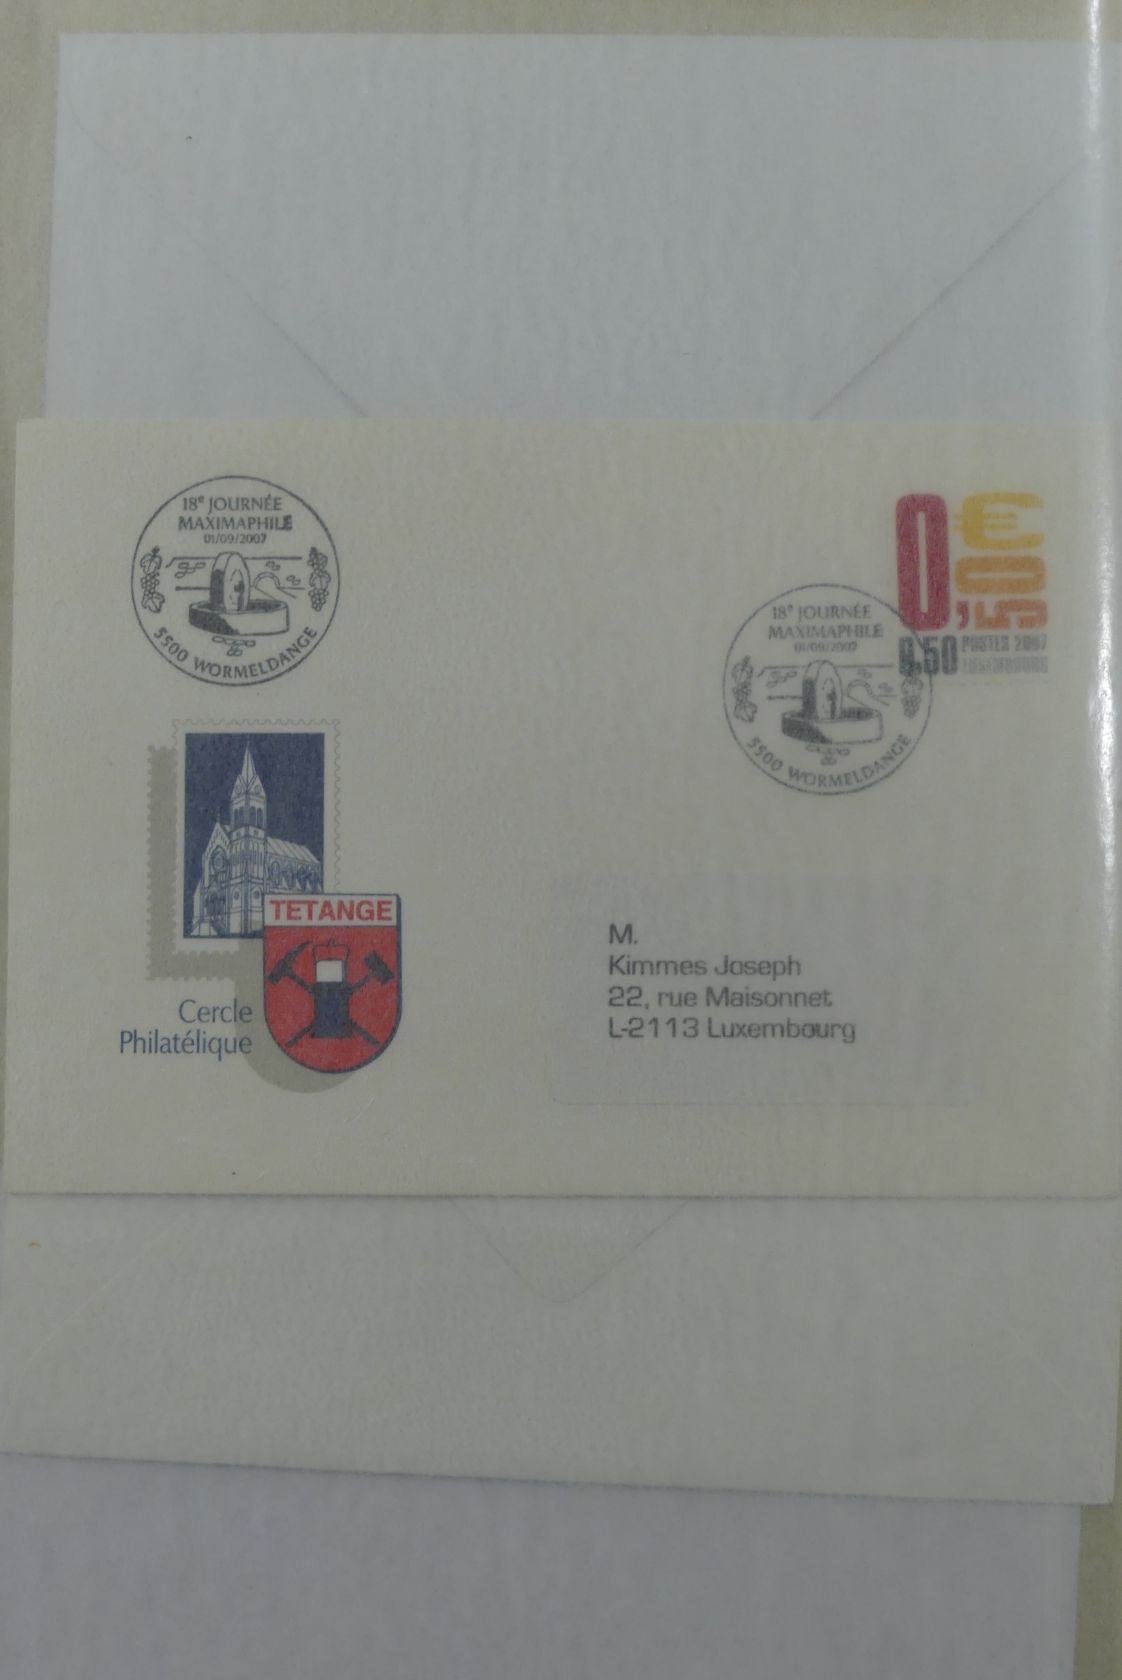 18e JOURNÉE
MAXIMAPHILE
01/09/2007
5500 WORMELDANGE
0,50€
0,50 POSTES 2007
LUXEMBOURG
18e JOURNÉE
MAXIMAPHILE
01/09/2007
5500 WORMELDANGE
TETANGE
Cercle
Philatélique
M.
Kimmes Joseph
22, rue Maisonnet
L-2113 Luxembourg